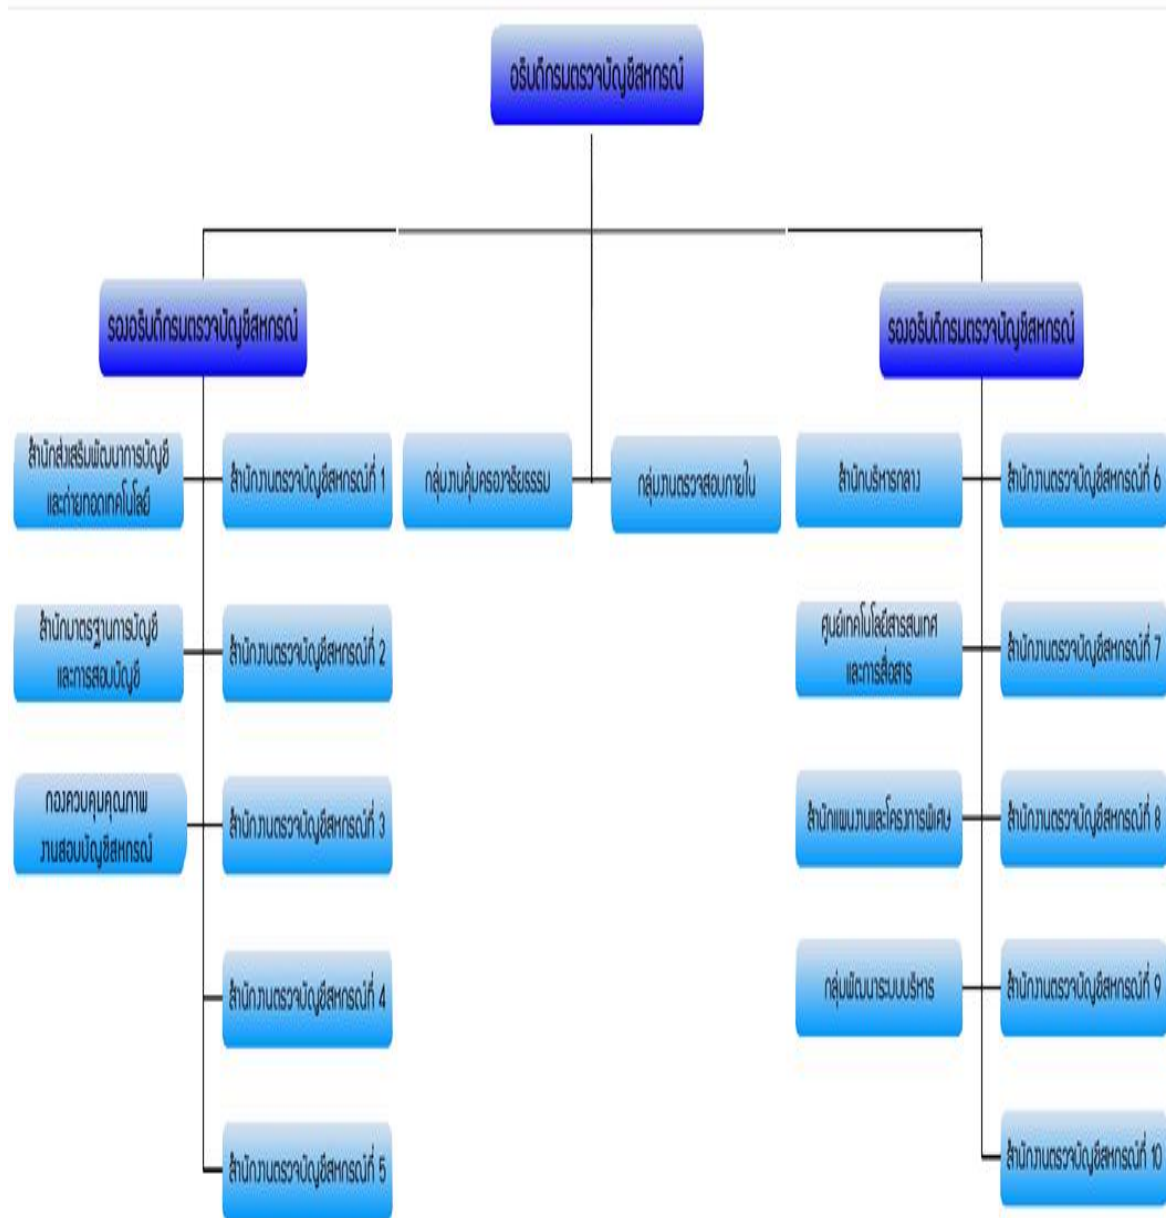 อธิบดีกรมตรวจบัญชีสหกรณ์
รองอธิบดีกรมตรวจบัญชีสหกรณ์
รองอธิบดีกรมตรวจบัญชีสหกรณ์
สำนักส่งเสริมพัฒนาการบัญชี
และถ่ายทอดเทคโนโลยี
สำนักงานตรวจบัญชีสหกรณ์ที่ 1
กลุ่มงานคุ้มครองจริยธรรม
กลุ่มงานตรวจสอบภายใน
สำนักบริหารกลาง
สำนักงานตรวจบัญชีสหกรณ์ที่ 6
สำนักมาตรฐานการบัญชี
และการสอบบัญชี
สำนักงานตรวจบัญชีสหกรณ์ที่ 2
ศูนย์เทคโนโลยีสารสนเทศ
และการสื่อสาร
สำนักงานตรวจบัญชีสหกรณ์ที่ 7
กองควบคุมคุณภาพ
งานสอบบัญชีสหกรณ์
สำนักงานตรวจบัญชีสหกรณ์ที่ 3
สำนักแผนงานและโครงการพิเศษ
สำนักงานตรวจบัญชีสหกรณ์ที่ 8
สำนักงานตรวจบัญชีสหกรณ์ที่ 4
กลุ่มพัฒนาระบบบริหาร
สำนักงานตรวจบัญชีสหกรณ์ที่ 9
สำนักงานตรวจบัญชีสหกรณ์ที่ 5
สำนักงานตรวจบัญชีสหกรณ์ที่ 10